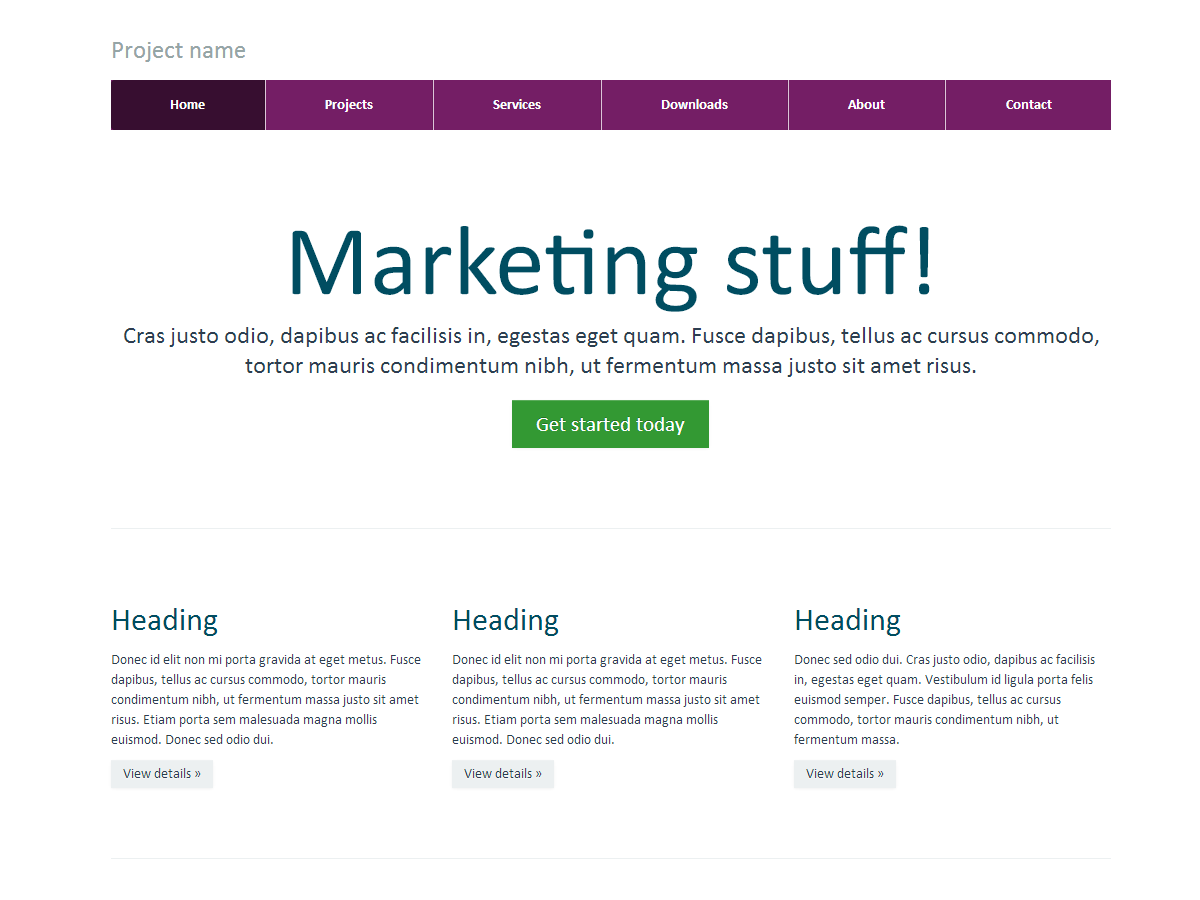 Project name
Home Projects Services Downloads About Contact
Marketing stuff!
Cras justo odio, dapibus ac facilisis in, egestas eget quam. Fusce dapibus, tellus ac cursus commodo,
tortor mauris condimentum nibh, ut fermentum massa justo sit amet risus.
Get started today
Heading
Donec id elit non mi porta gravida at eget metus. Fusce
dapibus, tellus ac cursus commodo, tortor mauris
condimentum nibh, ut fermentum massa justo sit amet
risus. Etiam porta sem malesuada magna mollis
euismod. Donec sed odio dui.
View details »
Heading
Donec id elit non mi porta gravida at eget metus. Fusce
dapibus, tellus ac cursus commodo, tortor mauris
condimentum nibh, ut fermentum massa justo sit amet
risus. Etiam porta sem malesuada magna mollis
euismod. Donec sed odio dui.
View details »
Heading
Donec sed odio dui. Cras justo odio, dapibus ac facilisis
in, egestas eget quam. Vestibulum id ligula porta felis
euismod semper. Fusce dapibus, tellus ac cursus
commodo, tortor mauris condimentum nibh, ut
fermentum massa.
View details »